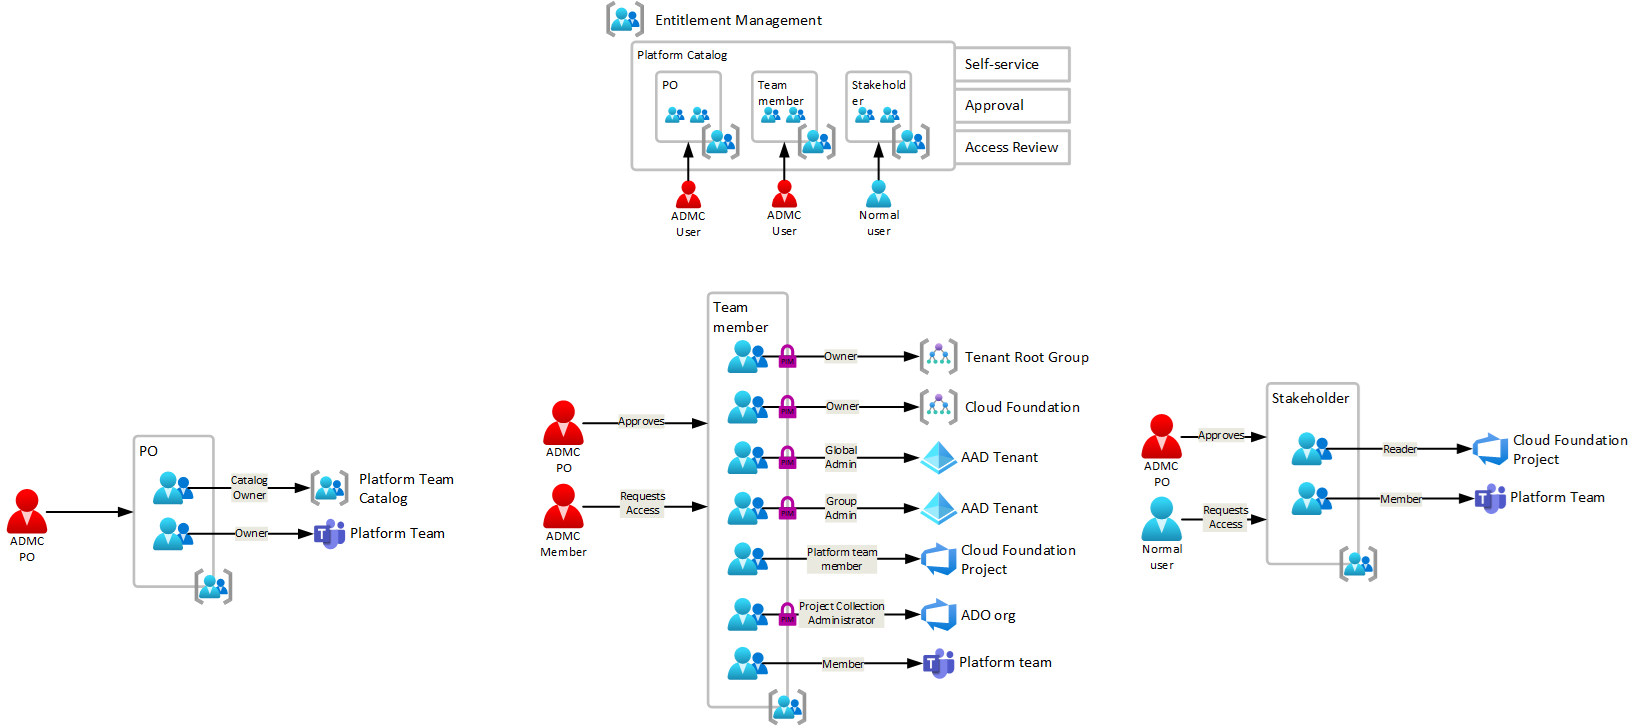 Entitlement Management
Platform Catalog
PO
Team
member
Stakehold
er
Self-service
Approval
Access Review
ADMC
User
ADMC
User
Normal
user
PO
Catalog
Owner
Platform Team
Catalog
Owner
Platform Team
ADMC
PO
Team
member
PIM
Owner
Tenant Root Group
PIM
Owner
Cloud Foundation
PIM
Global
Admin
AAD Tenant
PIM
Group
Admin
AAD Tenant
Platform team
member
Cloud Foundation
Project
PIM
Project Collection
Administrator
ADO org
Member
Platform team
Approves
ADMC
PO
Requests
Access
ADMC
Member
Stakeholder
Approves
ADMC
PO
Requests
Access
Normal
user
Reader
Cloud Foundation
Project
Member
Platform Team